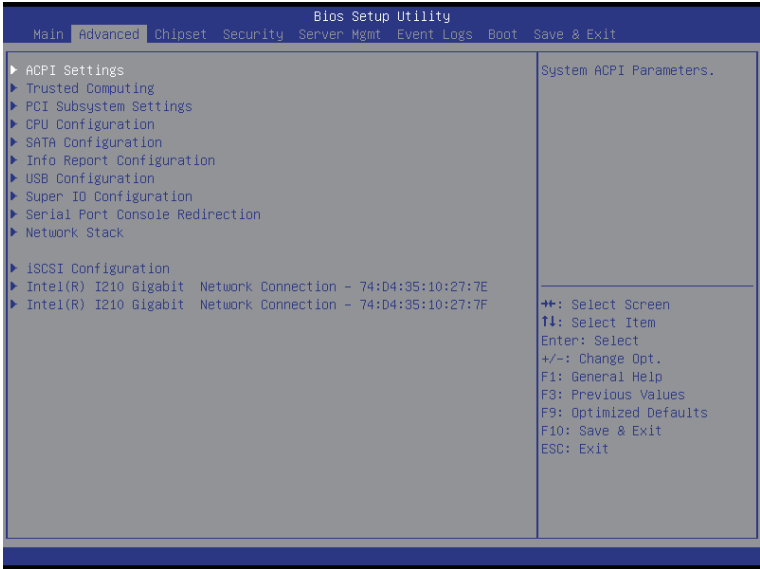 Bios Setup Utility
Main Advanced Chipset Security Server Mgmt Event Logs Boot Save & Exit
ACPI Settings
Trusted Computing
PCI Subsystem Settings
CPU Configuration
SATA Configuration
Info Report Configuration
USB Configuration
Super IO Configuration
Serial Port Console Redirection
Network Stack
iSCSI Configuration
Intel(R) I210 Gigabit Network Connection - 74:D4:35:10:27:7E
Intel(R) I210 Gigabit Network Connection - 74:D4:35:10:27:7F
System ACPI Parameters.
→←: Select Screen
↑↓: Select Item
Enter: Select
+/-: Change Opt.
F1: General Help
F3: Previous Values
F9: Optimized Defaults
F10: Save & Exit
ESC: Exit